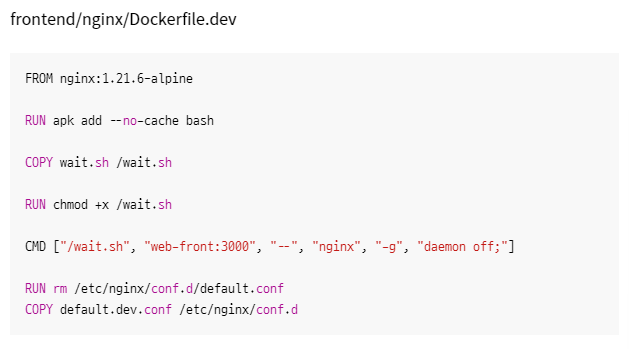 frontend/nginx/Dockerfile.dev
FROM nginx:1.21.6-alpine
RUN apk add --no-cache bash
COPY wait.sh /wait.sh
RUN chmod +x /wait.sh
CMD ["/wait.sh", "web-front:3000", "--", "nginx", "-g", "daemon off;"]
RUN rm /etc/nginx/conf.d/default.conf
COPY default.dev.conf /etc/nginx/conf.d